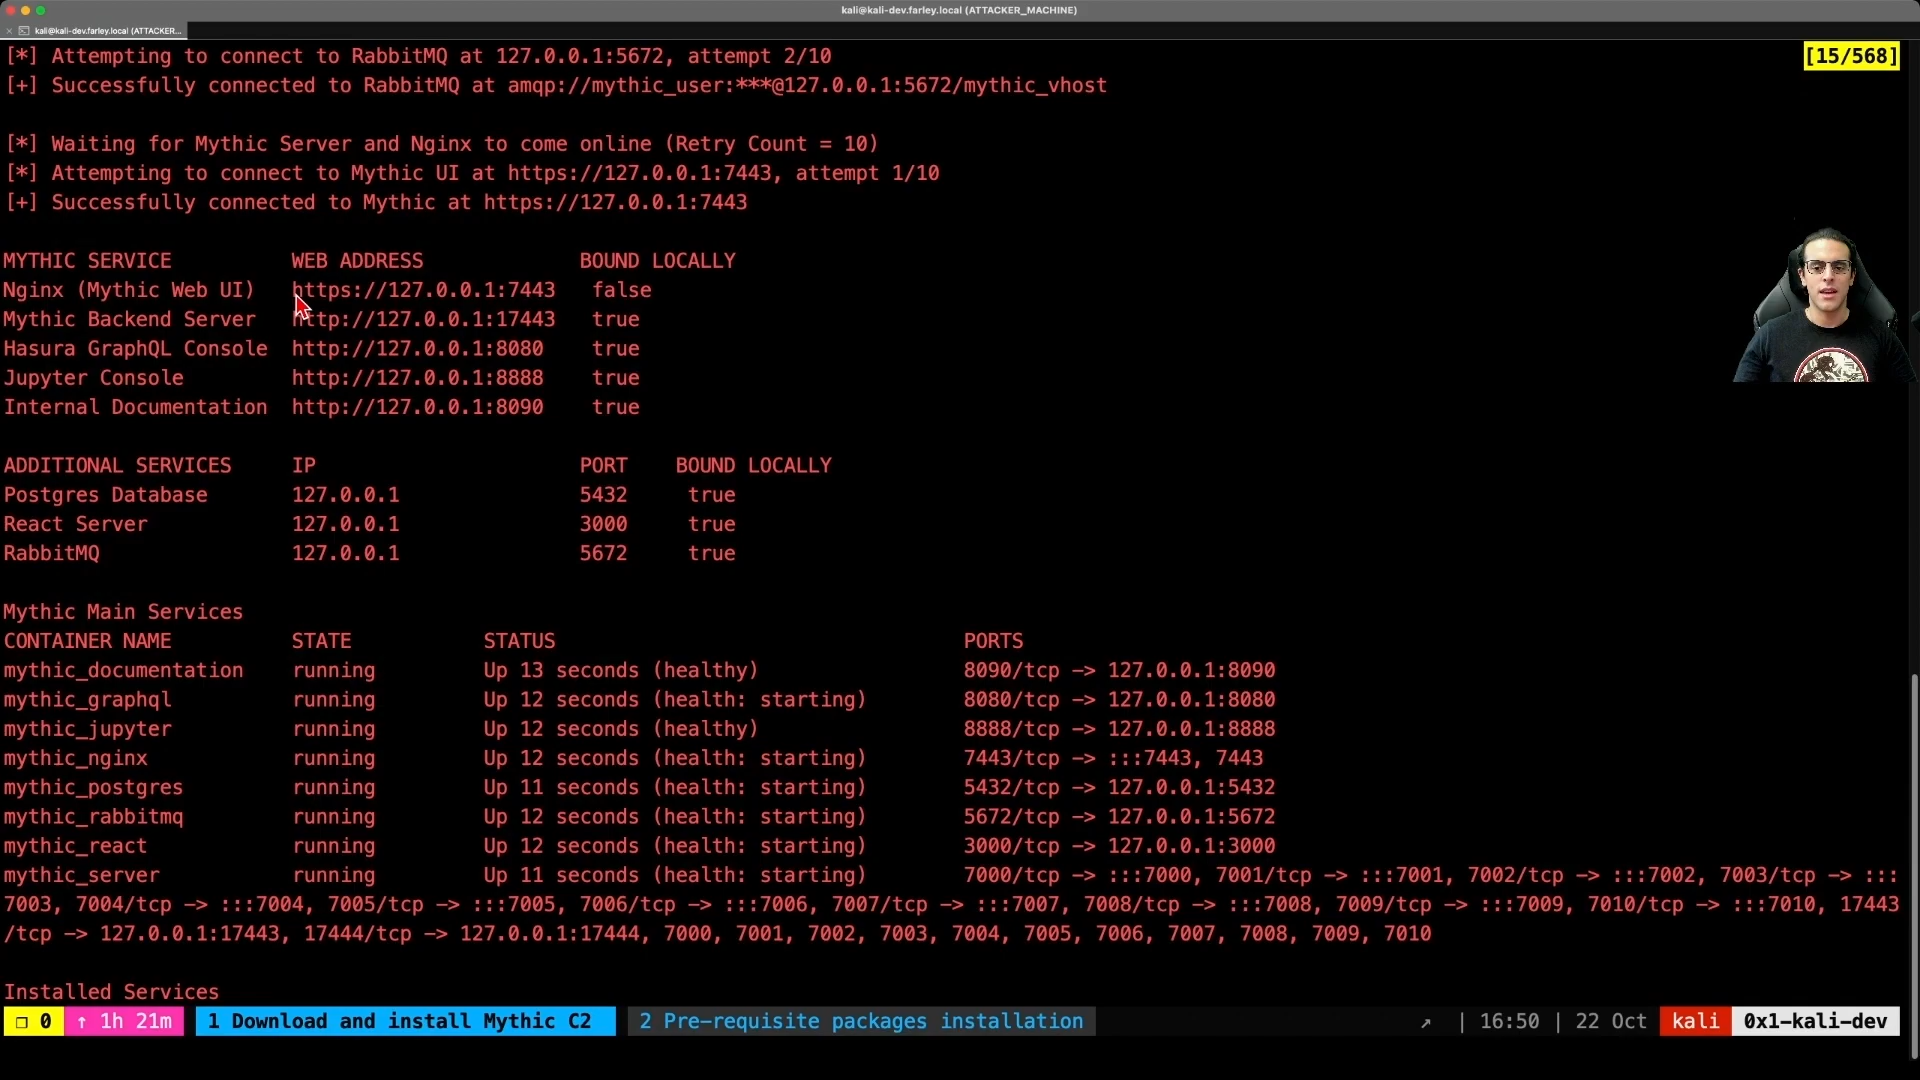 kali@kali-dev.farley.local (ATTACKER_MACHINE)
kali@kali-dev.farley.local (ATTACKER...
[*] Attempting to connect to RabbitMQ at 127.0.0.1:5672, attempt 2/10
[15/568]
[+] Successfully connected to RabbitMQ at amqp://mythic_user:***@127.0.0.1:5672/mythic_vhost
[*] Waiting for Mythic Server and Nginx to come online (Retry Count = 10)
[*] Attempting to connect to Mythic UI at https://127.0.0.1:7443, attempt 1/10
[+] Successfully connected to Mythic at https://127.0.0.1:7443
MYTHIC SERVICE WEB ADDRESS BOUND LOCALLY
Nginx (Mythic Web UI) https://127.0.0.1:7443 false
Mythic Backend Server http://127.0.0.1:17443 true
Hasura GraphQL Console http://127.0.0.1:8080 true
Jupyter Console http://127.0.0.1:8888 true
Internal Documentation http://127.0.0.1:8090 true
ADDITIONAL SERVICES IP PORT BOUND LOCALLY
Postgres Database 127.0.0.1 5432 true
React Server 127.0.0.1 3000 true
RabbitMQ 127.0.0.1 5672 true
Mythic Main Services
CONTAINER NAME STATE STATUS PORTS
mythic_documentation running Up 13 seconds (healthy) 8090/tcp -> 127.0.0.1:8090
mythic_graphql running Up 12 seconds (health: starting) 8080/tcp -> 127.0.0.1:8080
mythic_jupyter running Up 12 seconds (healthy) 8888/tcp -> 127.0.0.1:8888
mythic_nginx running Up 12 seconds (health: starting) 7443/tcp -> :::7443, 7443
mythic_postgres running Up 11 seconds (health: starting) 5432/tcp -> 127.0.0.1:5432
mythic_rabbitmq running Up 12 seconds (health: starting) 5672/tcp -> 127.0.0.1:5672
mythic_react running Up 12 seconds (health: starting) 3000/tcp -> 127.0.0.1:3000
mythic_server running Up 11 seconds (health: starting) 7000/tcp -> :::7000, 7001/tcp -> :::7001, 7002/tcp -> :::7002, 7003/tcp -> :::
7003, 7004/tcp -> :::7004, 7005/tcp -> :::7005, 7006/tcp -> :::7006, 7007/tcp -> :::7007, 7008/tcp -> :::7008, 7009/tcp -> :::7009, 7010/tcp -> :::7010, 17443
/tcp -> 127.0.0.1:17443, 17444/tcp -> 127.0.0.1:17444, 7000, 7001, 7002, 7003, 7004, 7005, 7006, 7007, 7008, 7009, 7010
Installed Services
❐ 0 ↑ 1h 21m 1 Download and install Mythic C2 2 Pre-requisite packages installation ↗ | 16:50 | 22 Oct kali 0x1-kali-dev